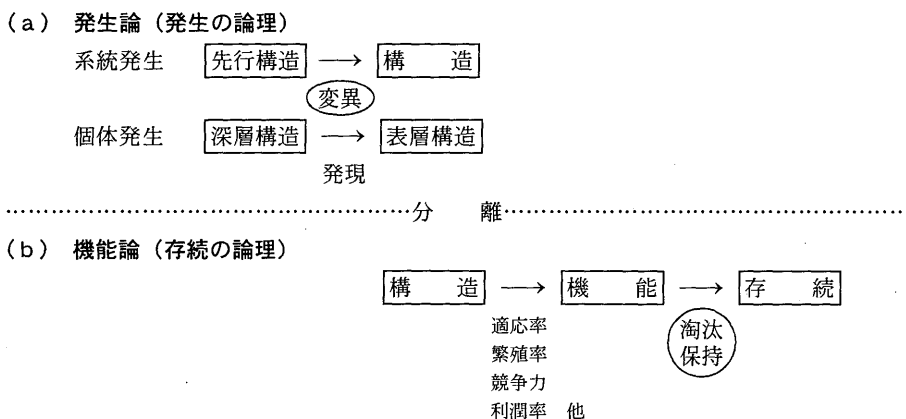 (a) 発生論(発生の論理)
系統発生 先行構造 → 構 造
変異
個体発生 深層構造 → 表層構造
発現
分 離
(b) 機能論(存続の論理)
構 造 → 機 能 → 存 続
適応率
繁殖率
競争力
利潤率 他
淘汰
保持